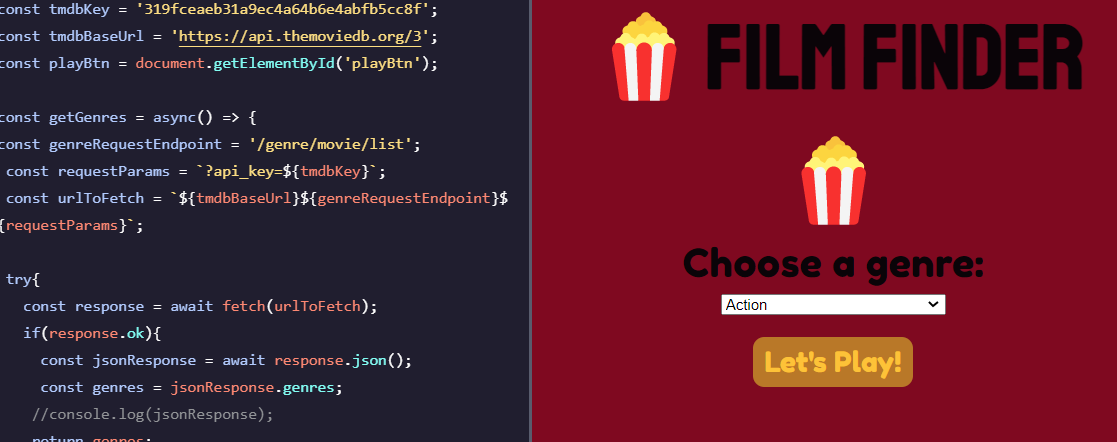 const tmdbKey = '319fceaeb31a9ec4a64b6e4abfb5cc8f';
const tmdbBaseUrl = 'https://api.themoviedb.org/3';
const playBtn = document.getElementById('playBtn');
const getGenres = async() => {
const genreRequestEndpoint = '/genre/movie/list';
const requestParams = `?api_key=${tmdbKey}`;
const urlToFetch = `${tmdbBaseUrl}${genreRequestEndpoint}$
{requestParams}`;
try{
const response = await fetch(urlToFetch);
if(response.ok){
const jsonResponse = await response.json();
const genres = jsonResponse.genres;
//console.log(jsonResponse);
return genres;
FILM FINDER
Choose a genre:
Action
Let's Play!